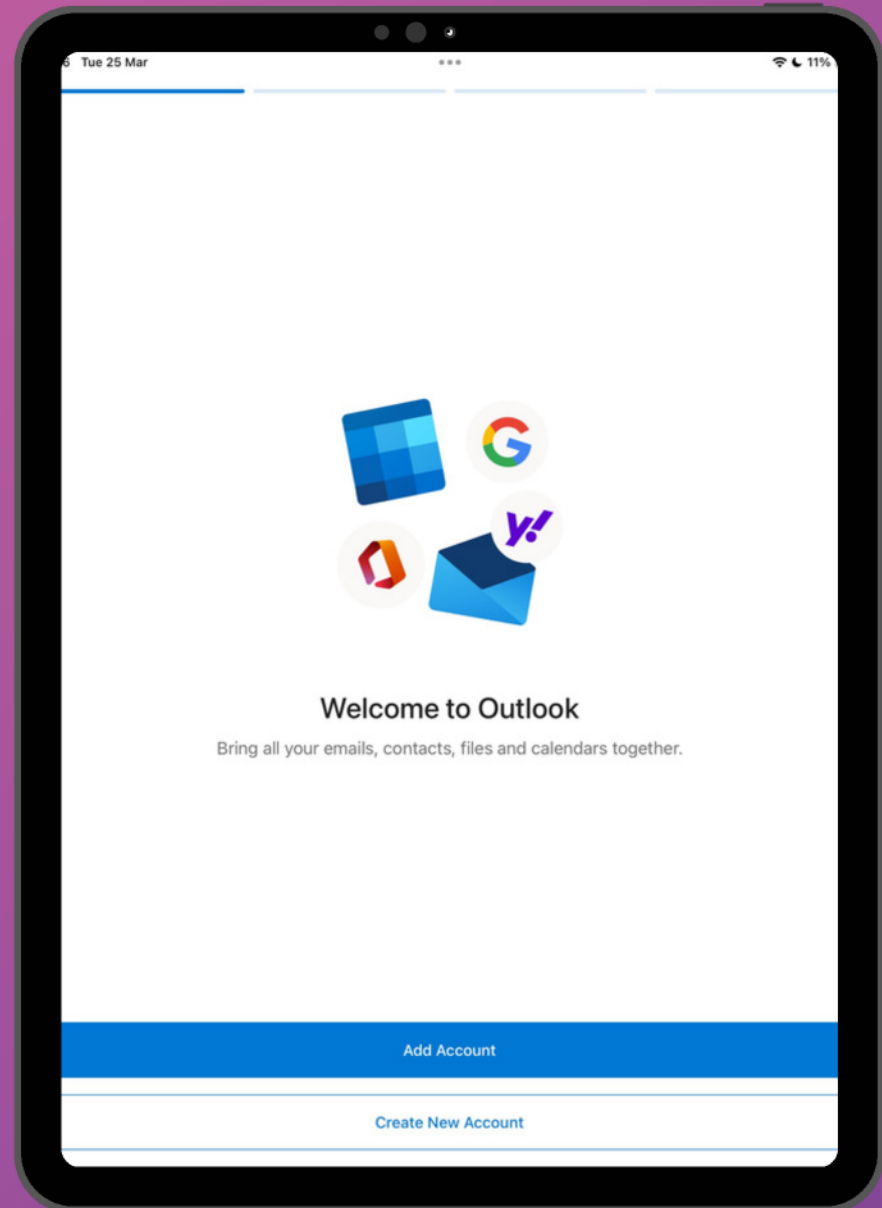 6 Tue 25 Mar 11%
Welcome to Outlook
Bring all your emails, contacts, files and calendars together.
Add Account
Create New Account